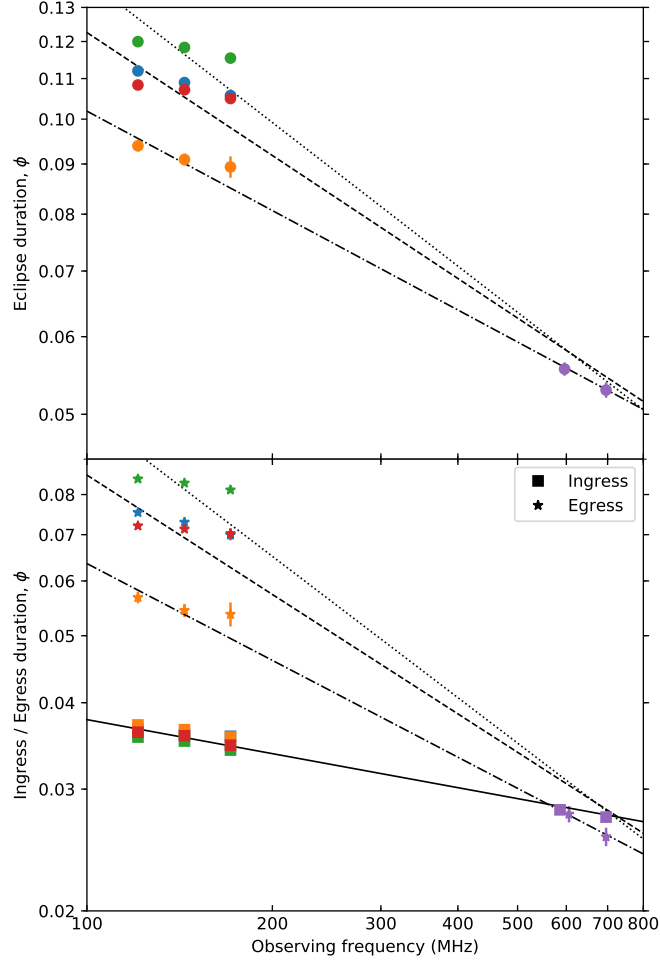 0.13
0.12
0.11
0.10
0.09
0.08
0.07
0.06
0.05
Eclipse duration, ϕ
Ingress
Egress
0.08
0.07
0.06
0.05
0.04
0.03
0.02
Ingress / Egress duration, ϕ
100 200 300 400 500 600 700 800
Observing frequency (MHz)